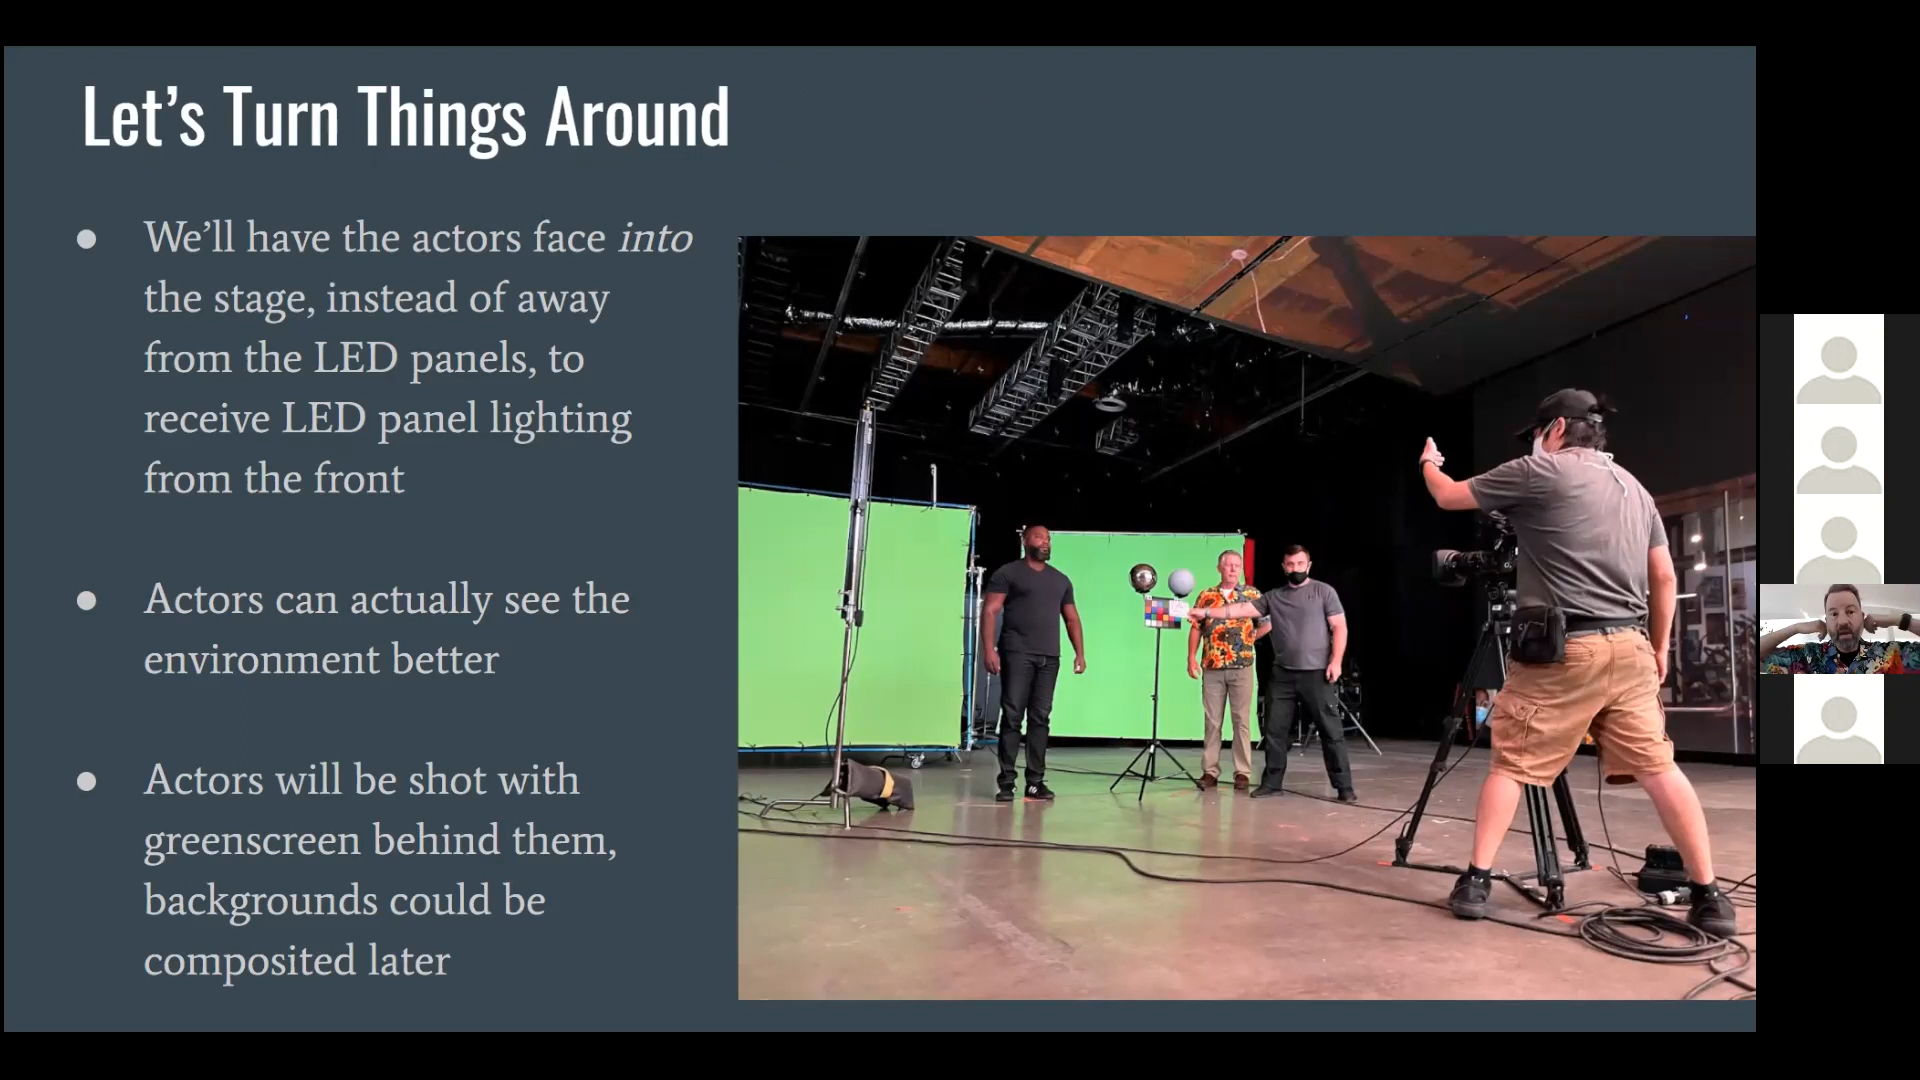 Let’s Turn Things Around
● We’ll have the actors face into
the stage, instead of away
from the LED panels, to
receive LED panel lighting
from the front
● Actors can actually see the
environment better
● Actors will be shot with
greenscreen behind them,
backgrounds could be
composited later